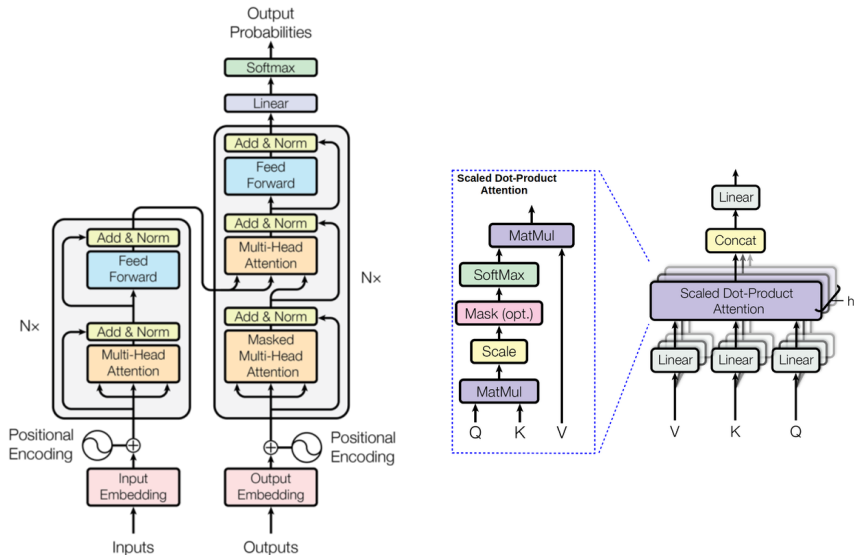 Output
Probabilities
Softmax
Linear
Add & Norm
Feed
Forward
Add & Norm
Multi-Head
Attention
Add & Norm
Masked
Multi-Head
Attention
Nx
Add & Norm
Feed
Forward
Add & Norm
Multi-Head
Attention
Nx
Positional
Encoding
Positional
Encoding
Input
Embedding
Output
Embedding
Inputs
Outputs
Scaled Dot-Product
Attention
MatMul
SoftMax
Mask (opt.)
Scale
MatMul
Q
K
V
Linear
Concat
Scaled Dot-Product
Attention
h
Linear
Linear
Linear
V
K
Q